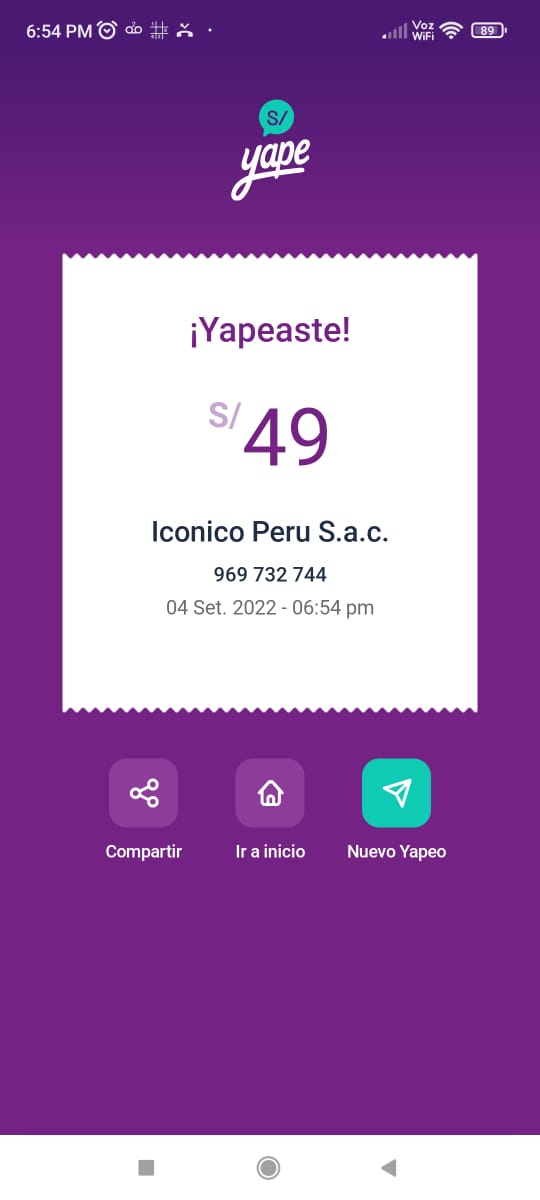 6:54 PM
Voz
WiFi
89
S/
yape
¡Yapeaste!
S/ 49
Iconico Peru S.a.c.
969 732 744
04 Set. 2022 - 06:54 pm
Compartir
Ir a inicio
Nuevo Yapeo